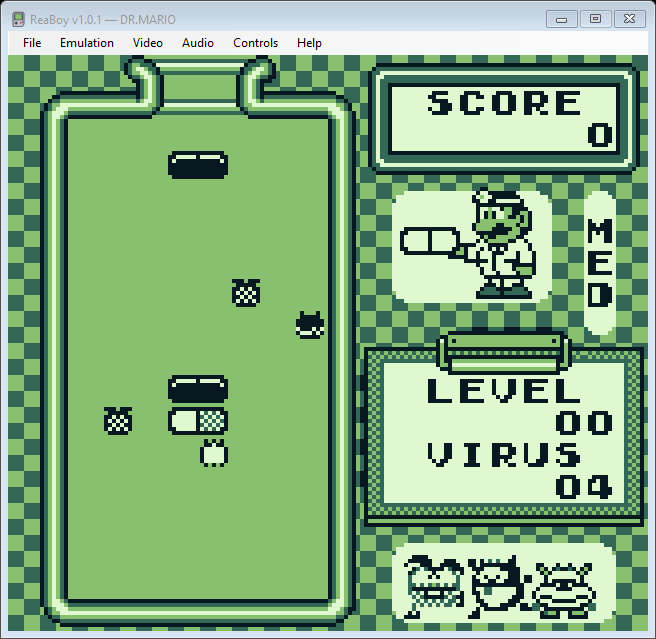 ReaBoy v1.0.1 — DR.MARIO
File Emulation Video Audio Controls Help
SCORE
0
MED
LEVEL
00
VIRUS
04